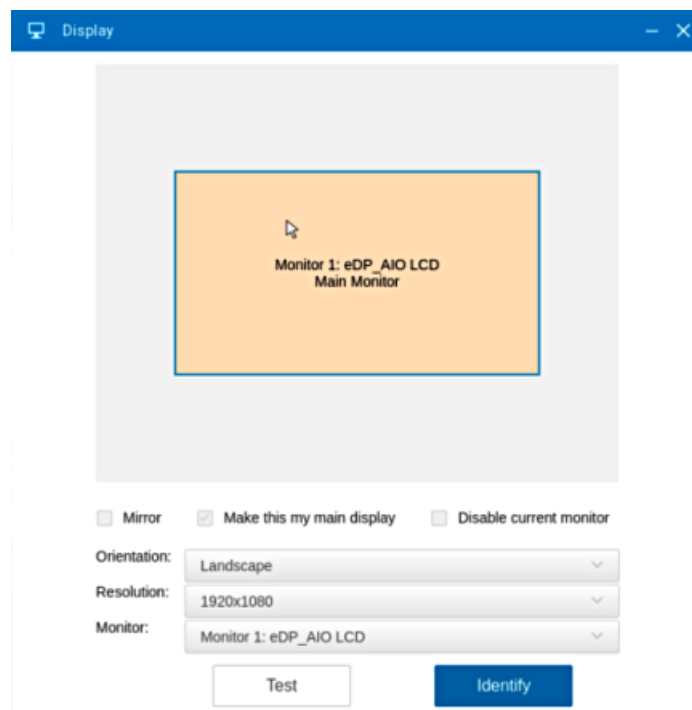 Display
Monitor 1: eDP_AIO LCD
Main Monitor
Mirror Make this my main display Disable current monitor
Orientation: Landscape
Resolution: 1920x1080
Monitor: Monitor 1: eDP_AIO LCD
Test Identify